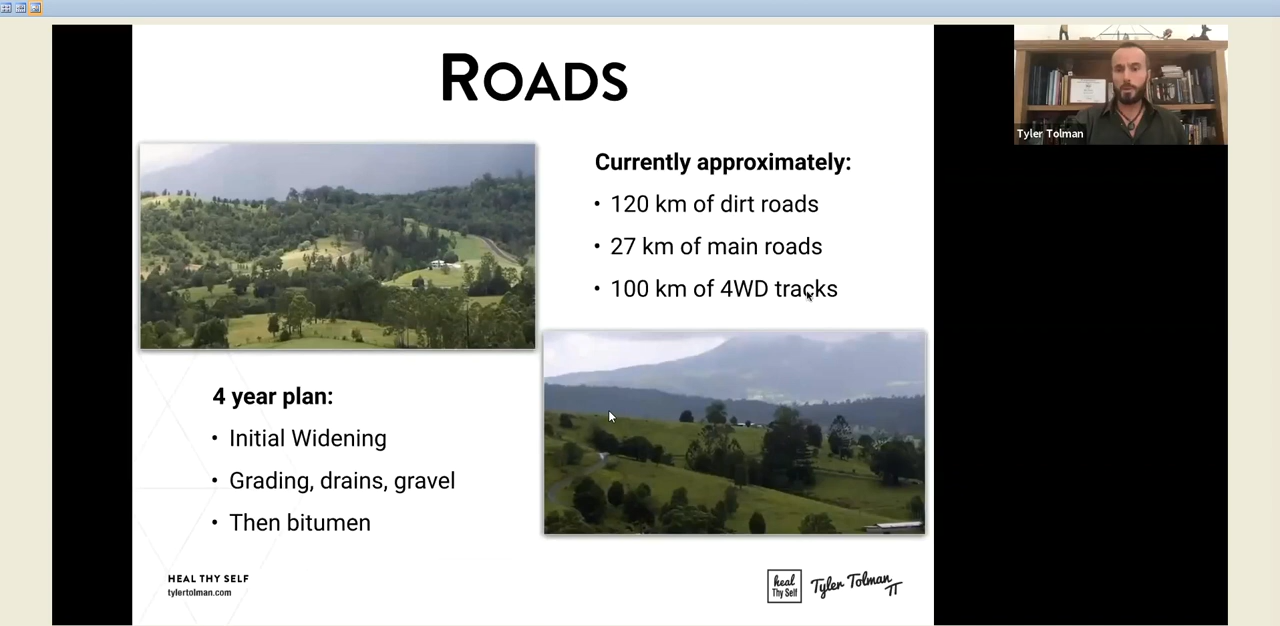 ROADS
Currently approximately:
• 120 km of dirt roads
• 27 km of main roads
• 100 km of 4WD tracks
4 year plan:
• Initial Widening
• Grading, drains, gravel
• Then bitumen
HEAL THY SELF
tylertolman.com
heal
Thy Self
Tyler Tolman
TT
Tyler Tolman